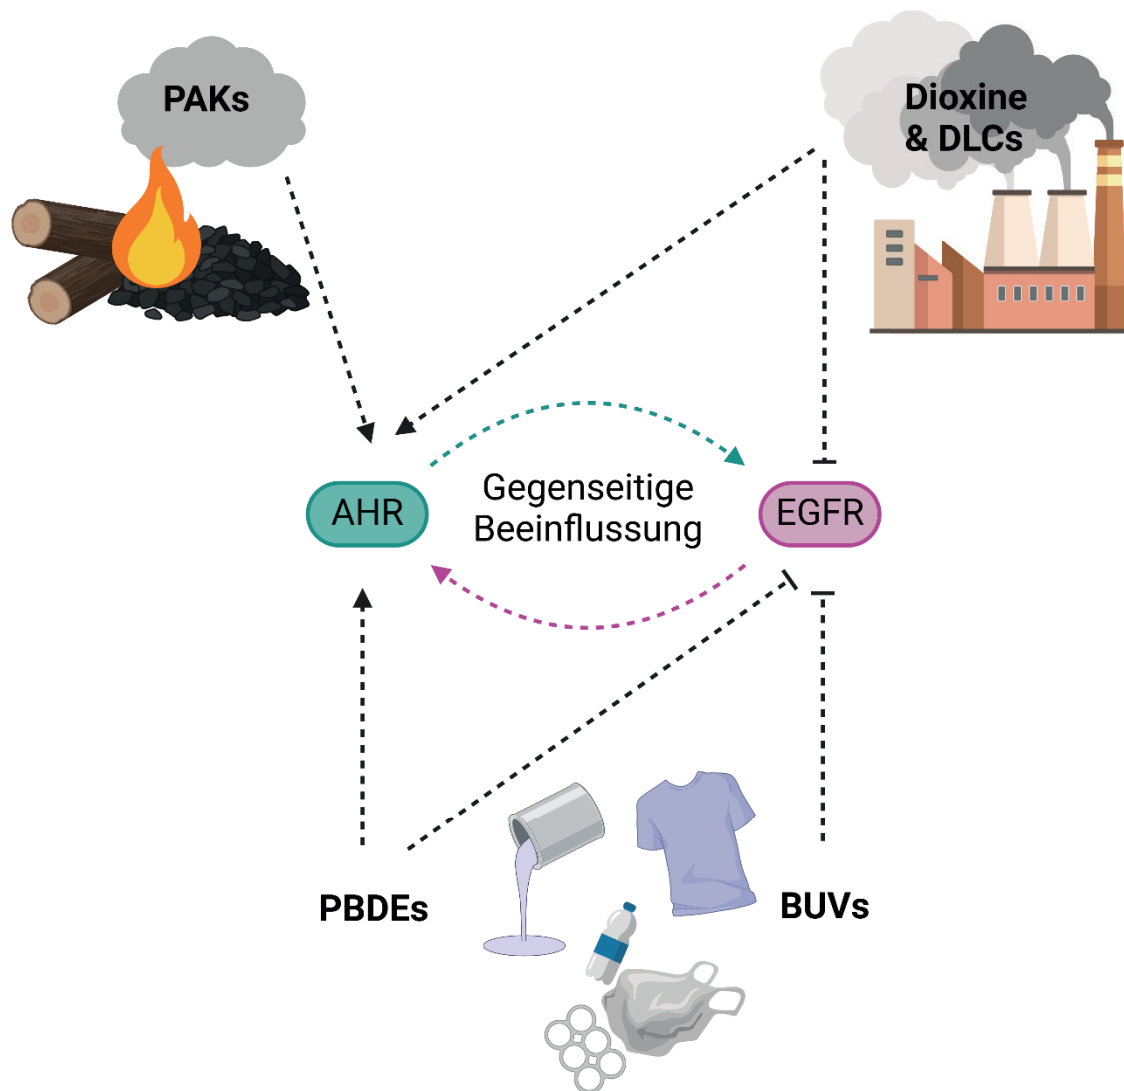 PAKs
Dioxine
& DLCs
AHR
Gegenseitige
Beeinflussung
EGFR
PBDEs
BUVs